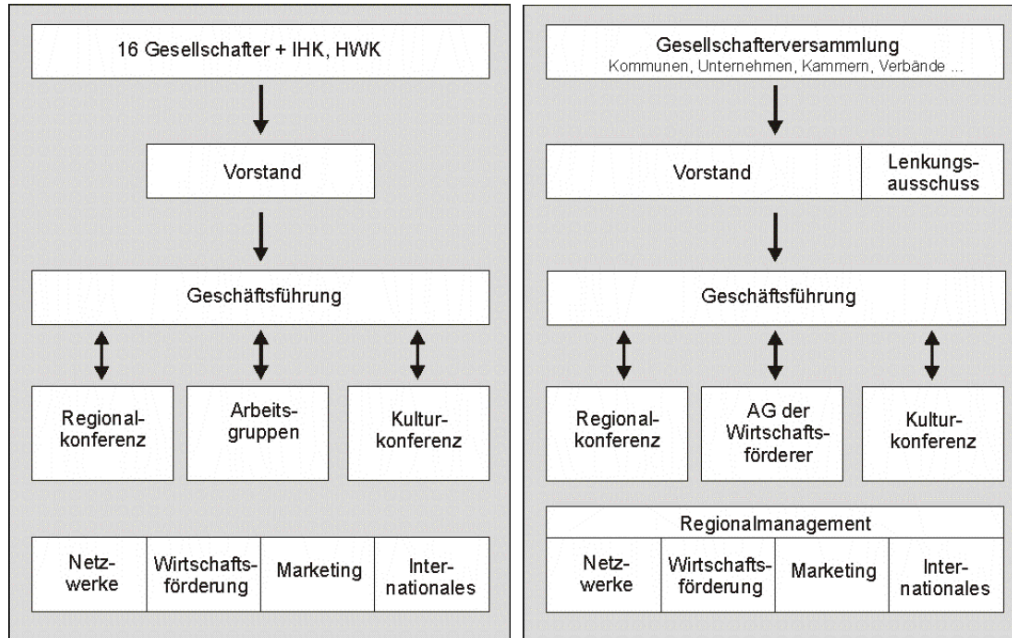 16 Gesellschafter + IHK, HWK
Vorstand
Geschäftsführung
Regional-
konferenz
Arbeits-
gruppen
Kultur-
konferenz
Netz-
werke
Wirtschafts-
förderung
Marketing
Inter-
nationales
Gesellschafterversammlung
Kommunen, Unternehmen, Kammern, Verbände ...
Vorstand
Lenkungs-
ausschuss
Geschäftsführung
Regional-
konferenz
AG der
Wirtschafts-
förderer
Kultur-
konferenz
Regionalmanagement
Netz-
werke
Wirtschafts-
förderung
Marketing
Inter-
nationales